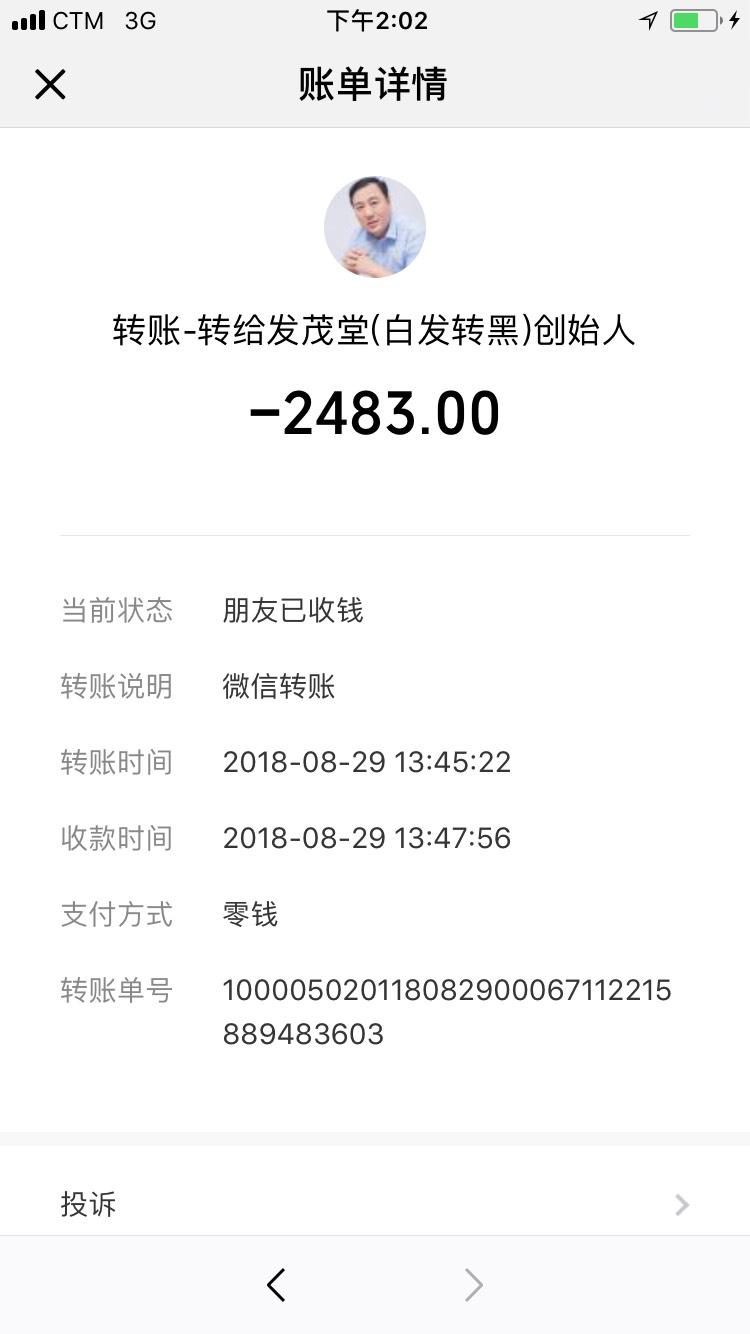 CTM 3G 下午2:02
账单详情
转账-转给发茂堂(白发转黑)创始人
-2483.00
当前状态 朋友已收钱
转账说明 微信转账
转账时间 2018-08-29 13:45:22
收款时间 2018-08-29 13:47:56
支付方式 零钱
转账单号 100005020118082900067112215
889483603
投诉